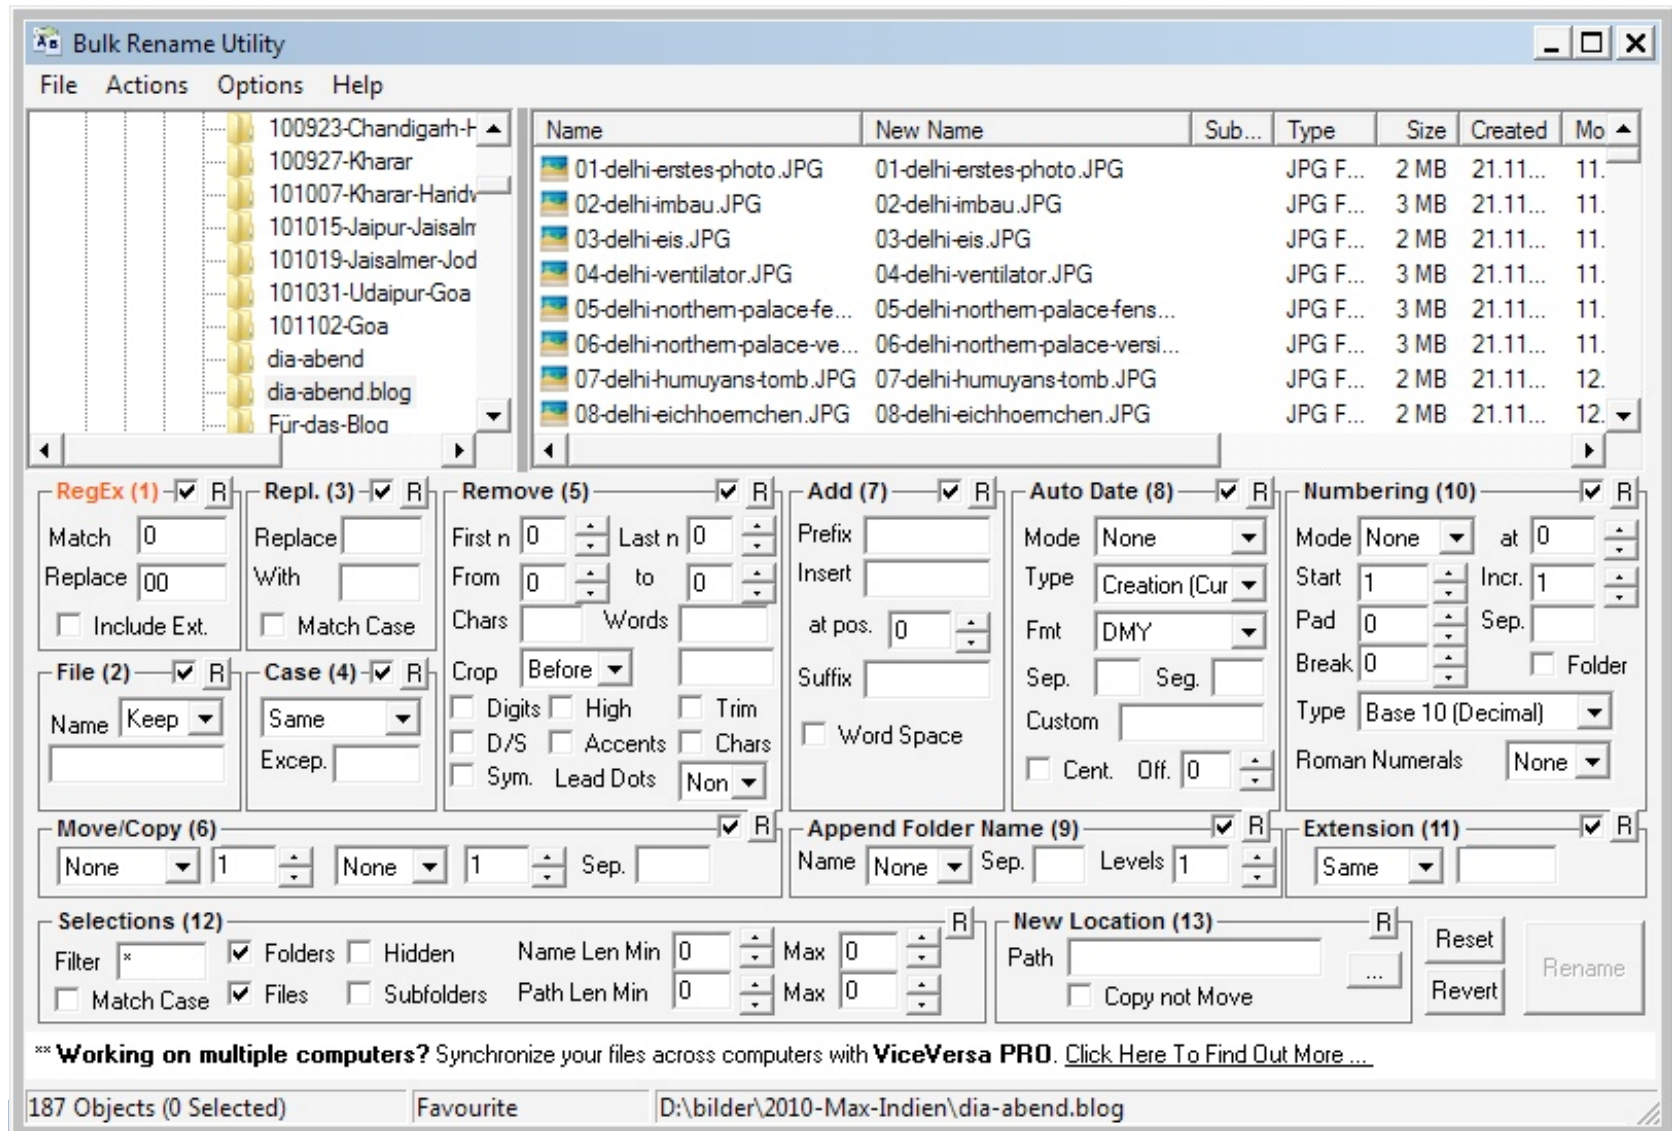 Bulk Rename Utility
File Actions Options Help
100923-Chandigarh-H
100927-Kharar
101007-Kharar-Haridv
101015-Jaipur-Jaisalm
101019-Jaisalmer-Jod
101031-Udaipur-Goa
101102-Goa
dia-abend
dia-abend.blog
Für-das-Blog
Name New Name Sub... Type Size Created Mo
01-delhi-erstes-photo.JPG 01-delhi-erstes-photo.JPG JPG F... 2 MB 21.11... 11.
02-delhi-imbau.JPG 02-delhi-imbau.JPG JPG F... 3 MB 21.11... 11.
03-delhi-eis.JPG 03-delhi-eis.JPG JPG F... 2 MB 21.11... 11.
04-delhi-ventilator.JPG 04-delhi-ventilator.JPG JPG F... 3 MB 21.11... 11.
05-delhi-northern-palace-fe... 05-delhi-northern-palace-fens... JPG F... 3 MB 21.11... 11.
06-delhi-northern-palace-ve... 06-delhi-northern-palace-versi... JPG F... 3 MB 21.11... 11.
07-delhi-humuyans-tomb.JPG 07-delhi-humuyans-tomb.JPG JPG F... 2 MB 21.11... 12.
08-delhi-eichhoernchen.JPG 08-delhi-eichhoernchen.JPG JPG F... 2 MB 21.11... 12.
RegEx (1) R
Match 0
Replace 00
Include Ext.
Repl. (3) R
Replace
With
Match Case
File (2) R
Name Keep
Case (4) R
Same
Excep.
Remove (5) R
First n 0 Last n 0
From 0 to 0
Chars Words
Crop Before
Digits High Trim
D/S Accents Chars
Sym. Lead Dots Non
Add (7) R
Prefix
Insert
at pos. 0
Suffix
Word Space
Auto Date (8) R
Mode None
Type Creation (Cur
Fmt DMY
Sep. Seg.
Custom
Cent. Off. 0
Numbering (10) R
Mode None at 0
Start 1 Incr. 1
Pad 0 Sep.
Break 0 Folder
Type Base 10 (Decimal)
Roman Numerals None
Move/Copy (6) R
None 1 None 1 Sep.
Append Folder Name (9) R
Name None Sep. Levels 1
Extension (11) R
Same
Selections (12) R
Filter * Folders Hidden Name Len Min 0 Max 0
Match Case Files Subfolders Path Len Min 0 Max 0
New Location (13) R
Path ...
Copy not Move
Reset
Revert
Rename
** Working on multiple computers? Synchronize your files across computers with ViceVersa PRO. Click Here To Find Out More ...
187 Objects (0 Selected) Favourite D:\bilder\2010-Max-Indien\dia-abend.blog